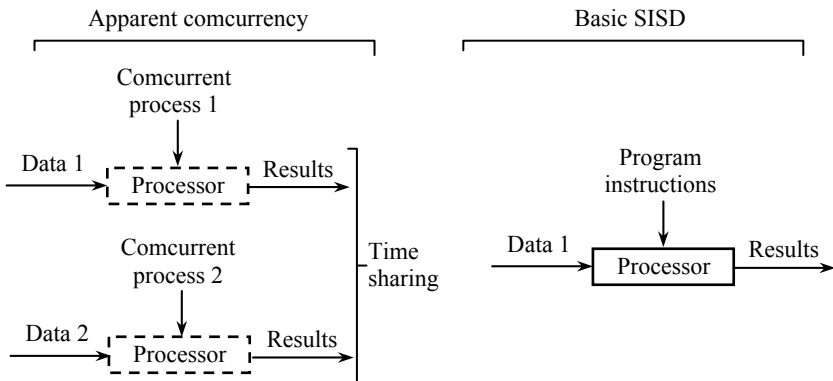 Apparent comcurrency
Comcurrent
process 1
Data 1
Processor
Results
Comcurrent
process 2
Time
sharing
Data 2
Processor
Results
Basic SISD
Program
instructions
Data 1
Processor
Results